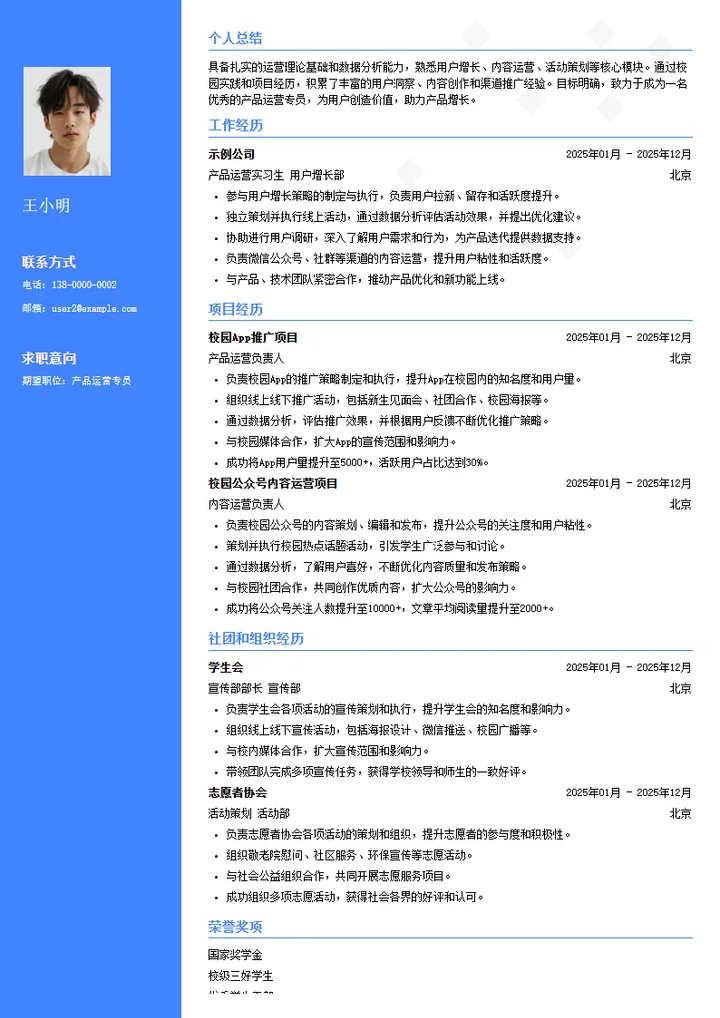 王小明
联系方式
电话：138-0000-0002
邮箱：user2@example.com
求职意向
期望职位：产品运营专员
个人总结
具备扎实的运营理论基础和数据分析能力，熟悉用户增长、内容运营、活动策划等核心模块。通过校
园实践和项目经历，积累了丰富的用户洞察、内容创作和渠道推广经验。目标明确，致力于成为一名
优秀的产品运营专员，为用户创造价值，助力产品增长。
工作经历
示例公司 2025年01月 - 2025年12月
产品运营实习生 用户增长部 北京
• 参与用户增长策略的制定与执行，负责用户拉新、留存和活跃度提升。
• 独立策划并执行线上活动，通过数据分析评估活动效果，并提出优化建议。
• 协助进行用户调研，深入了解用户需求和行为，为产品迭代提供数据支持。
• 负责微信公众号、社群等渠道的内容运营，提升用户粘性和活跃度。
• 与产品、技术团队紧密合作，推动产品优化和新功能上线。
项目经历
校园App推广项目 2025年01月 - 2025年12月
产品运营负责人 北京
• 负责校园App的推广策略制定和执行，提升App在校园内的知名度和用户量。
• 组织线上线下推广活动，包括新生见面会、社团合作、校园海报等。
• 通过数据分析，评估推广效果，并根据用户反馈不断优化推广策略。
• 与校园媒体合作，扩大App的宣传范围和影响力。
• 成功将App用户量提升至5000+，活跃用户占比达到30%。
校园公众号内容运营项目 2025年01月 - 2025年12月
内容运营负责人 北京
• 负责校园公众号的内容策划、编辑和发布，提升公众号的关注度和用户粘性。
• 策划并执行校园热点话题活动，引发学生广泛参与和讨论。
• 通过数据分析，了解用户喜好，不断优化内容质量和发布策略。
• 与校园社团合作，共同创作优质内容，扩大公众号的影响力。
• 成功将公众号关注人数提升至10000+，文章平均阅读量提升至2000+。
社团和组织经历
学生会 2025年01月 - 2025年12月
宣传部部长 宣传部 北京
• 负责学生会各项活动的宣传策划和执行，提升学生会的知名度和影响力。
• 组织线上线下宣传活动，包括海报设计、微信推送、校园广播等。
• 与校内媒体合作，扩大宣传范围和影响力。
• 带领团队完成多项宣传任务，获得学校领导和师生的一致好评。
志愿者协会 2025年01月 - 2025年12月
活动策划 活动部 北京
• 负责志愿者协会各项活动的策划和组织，提升志愿者的参与度和积极性。
• 组织敬老院慰问、社区服务、环保宣传等志愿活动。
• 与社会公益组织合作，共同开展志愿服务项目。
• 成功组织多项志愿活动，获得社会各界的好评和认可。
荣誉奖项
国家奖学金
校级三好学生